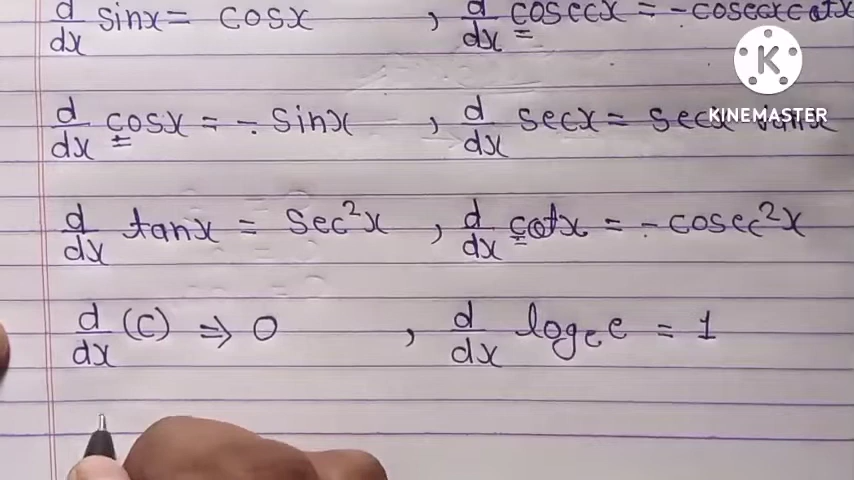 d/dx sinx = cosx , d/dx cosecx = -cosecx cotx
K
KINEMASTER
d/dx cosx = - sinx , d/dx secx = secx tanx
d/dx tanx = sec²x , d/dx cotx = -cosec²x
d/dx (c) ⇒ 0 , d/dx logₑe = 1